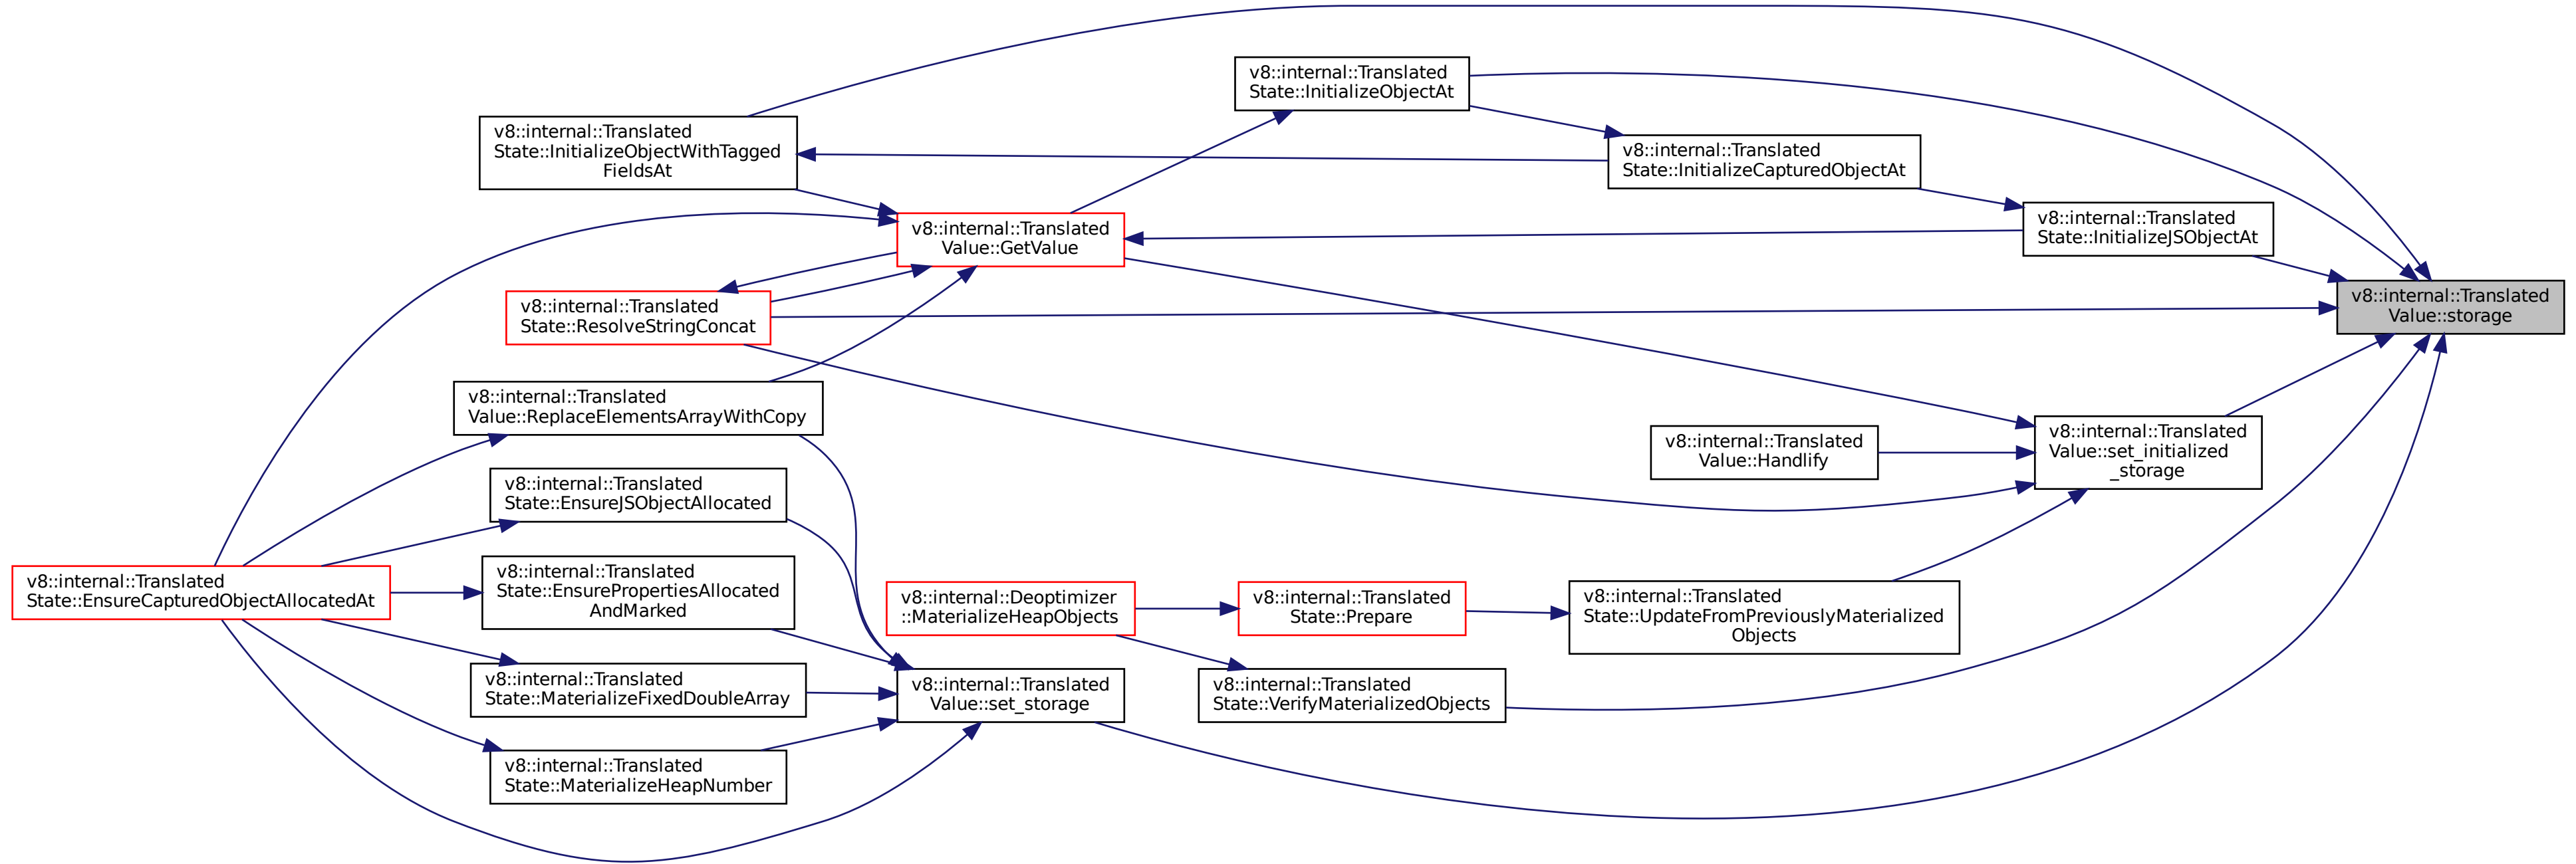 v8::internal::Translated
State::InitializeObjectAt
v8::internal::Translated
State::InitializeObjectWithTagged
FieldsAt
v8::internal::Translated
State::InitializeCapturedObjectAt
v8::internal::Translated
Value::GetValue
v8::internal::Translated
State::InitializeJSObjectAt
v8::internal::Translated
State::ResolveStringConcat
v8::internal::Translated
Value::storage
v8::internal::Translated
Value::ReplaceElementsArrayWithCopy
v8::internal::Translated
Value::Handlify
v8::internal::Translated
Value::set_initialized
_storage
v8::internal::Translated
State::EnsureJSObjectAllocated
v8::internal::Translated
State::EnsureCapturedObjectAllocatedAt
v8::internal::Translated
State::EnsurePropertiesAllocated
AndMarked
v8::internal::Deoptimizer
::MaterializeHeapObjects
v8::internal::Translated
State::Prepare
v8::internal::Translated
State::UpdateFromPreviouslyMaterialized
Objects
v8::internal::Translated
State::MaterializeFixedDoubleArray
v8::internal::Translated
Value::set_storage
v8::internal::Translated
State::VerifyMaterializedObjects
v8::internal::Translated
State::MaterializeHeapNumber